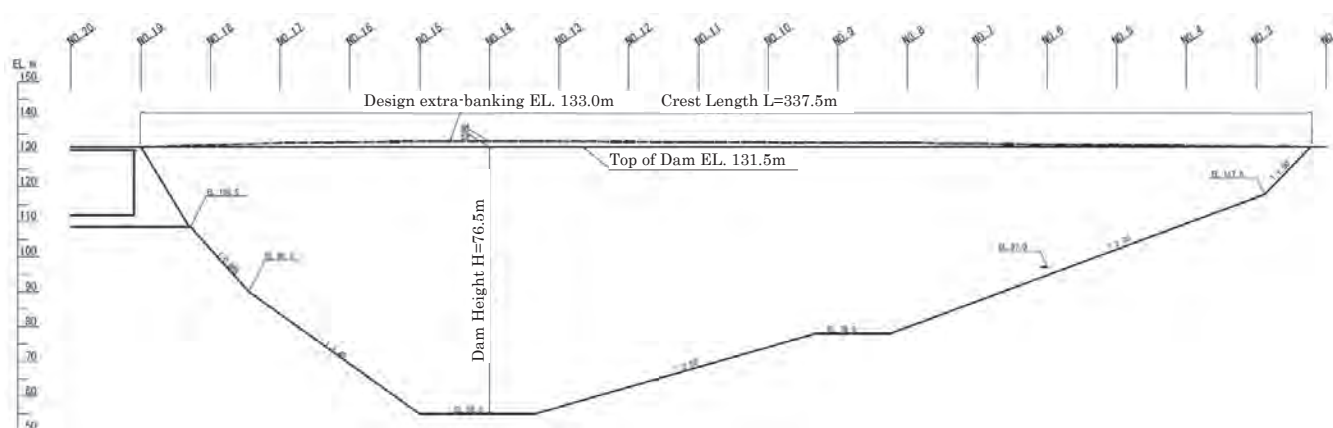 NO.20 NO.19 NO.18 NO.17 NO.16 NO.15 NO.14 NO.13 NO.12 NO.11 NO.10 NO.9 NO.8 NO.7 NO.6 NO.5 NO.4 NO.3
EL m
150
140
130
120
110
100
90
80
70
60
50
Design extra-banking EL. 133.0m
Crest Length L=337.5m
Top of Dam EL. 131.5m
Dam Height H=76.5m